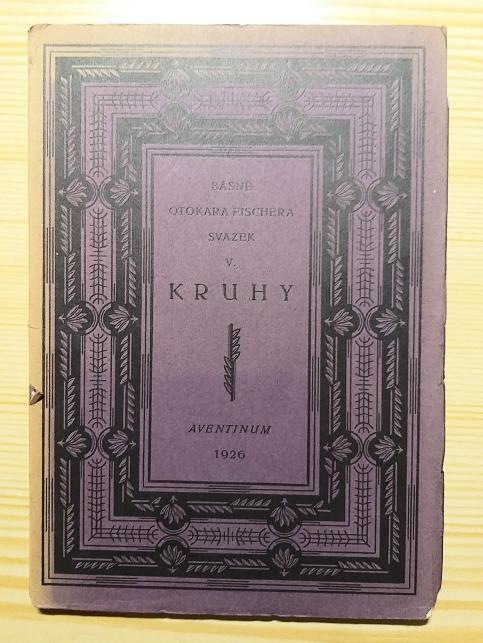 BÁSNĚ
OTOKARA FISCHERA
SVAZEK
V.
KRUHY
AVENTINUM
1926